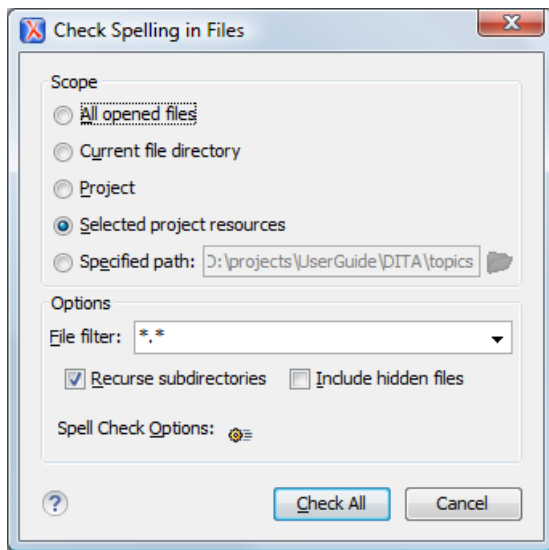 Check Spelling in Files
Scope
All opened files
Current file directory
Project
Selected project resources
Specified path: D:\projects\UserGuide\DITA\topics
Options
File filter: *.*
Recurse subdirectories Include hidden files
Spell Check Options:
? Check All Cancel